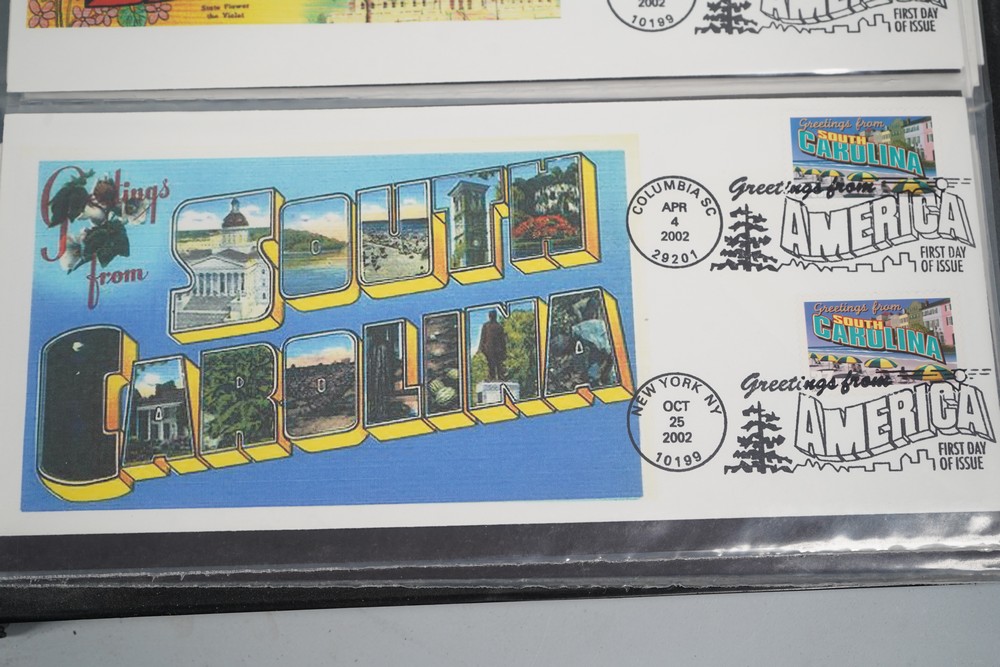 State Flower
the Violet
2002
10199
AMERICA
FIRST DAY
OF ISSUE
Greetings
from
SOUTH
CAROLINA
COLUMBIA SC
APR
4
2002
29201
Greetings from
SOUTH
CAROLINA
Greetings from
AMERICA
FIRST DAY
OF ISSUE
NEW YORK NY
OCT
25
2002
10199
Greetings from
SOUTH
CAROLINA
Greetings from
AMERICA
FIRST DAY
OF ISSUE